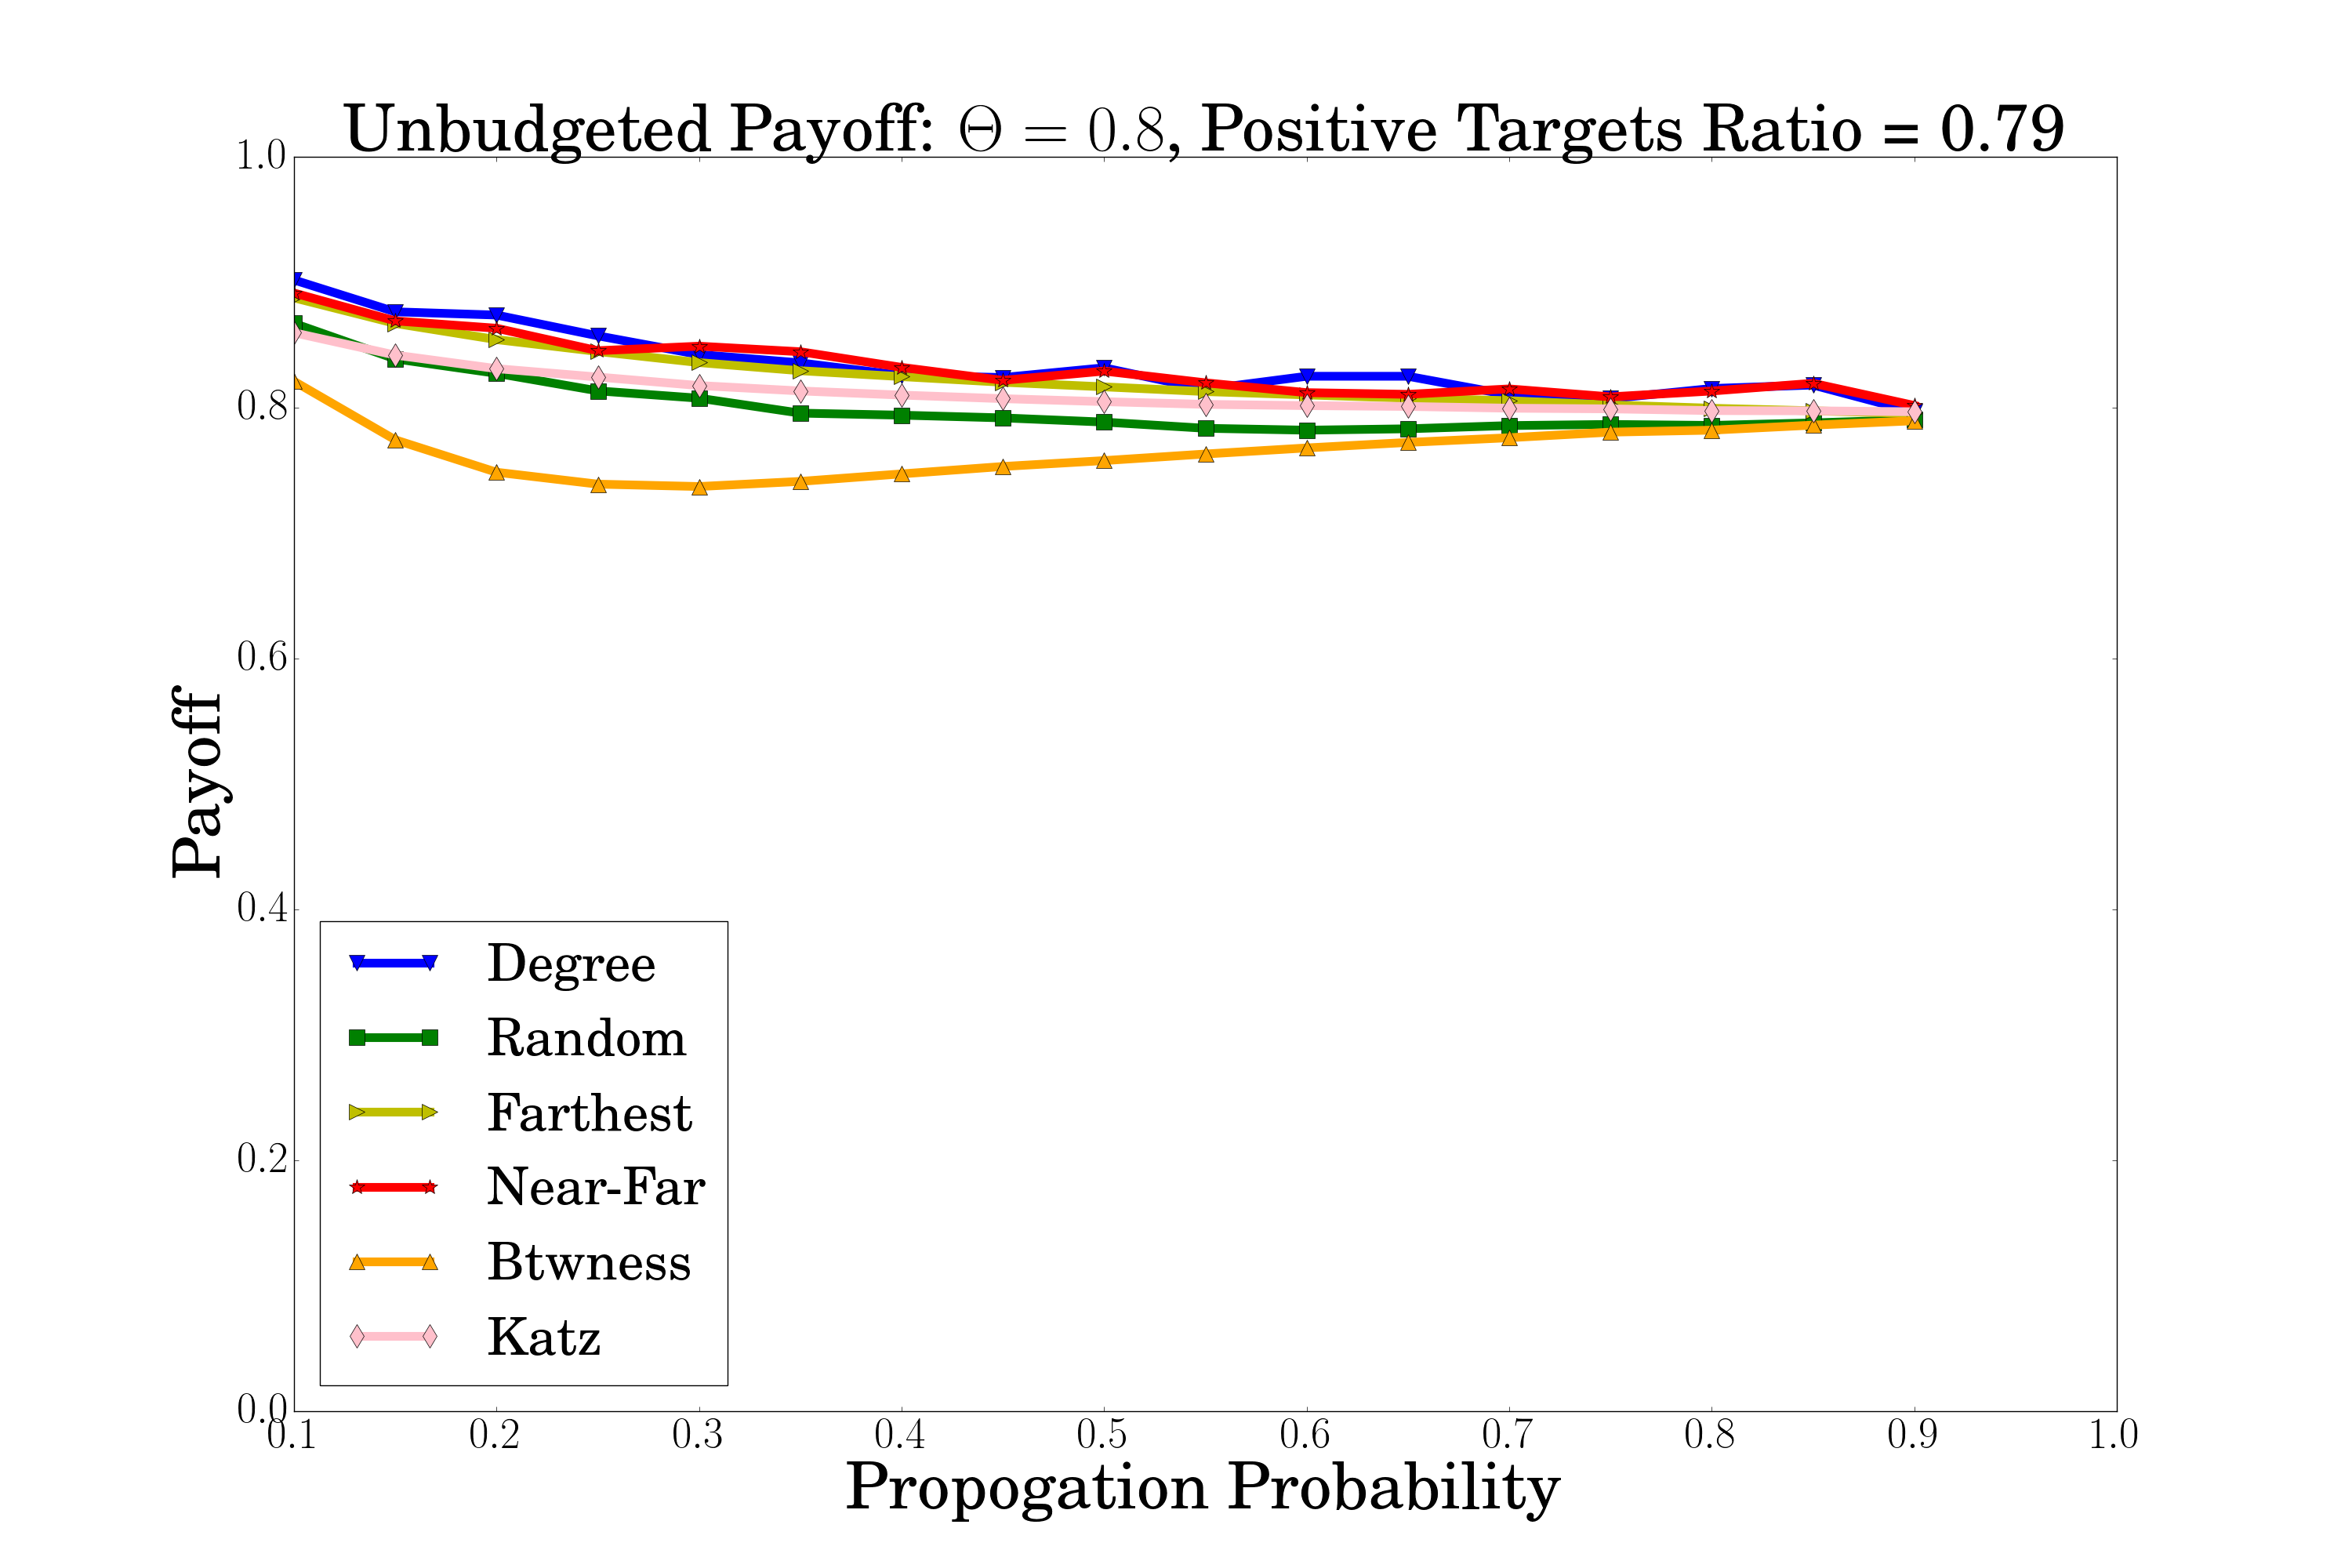 Unbudgeted Payoff: Θ = 0.8, Positive Targets Ratio = 0.79
1.0
0.8
0.6
0.4
0.2
0.0
Payoff
Degree
Random
Farthest
Near-Far
Btwness
Katz
0.1 0.2 0.3 0.4 0.5 0.6 0.7 0.8 0.9 1.0
Propogation Probability